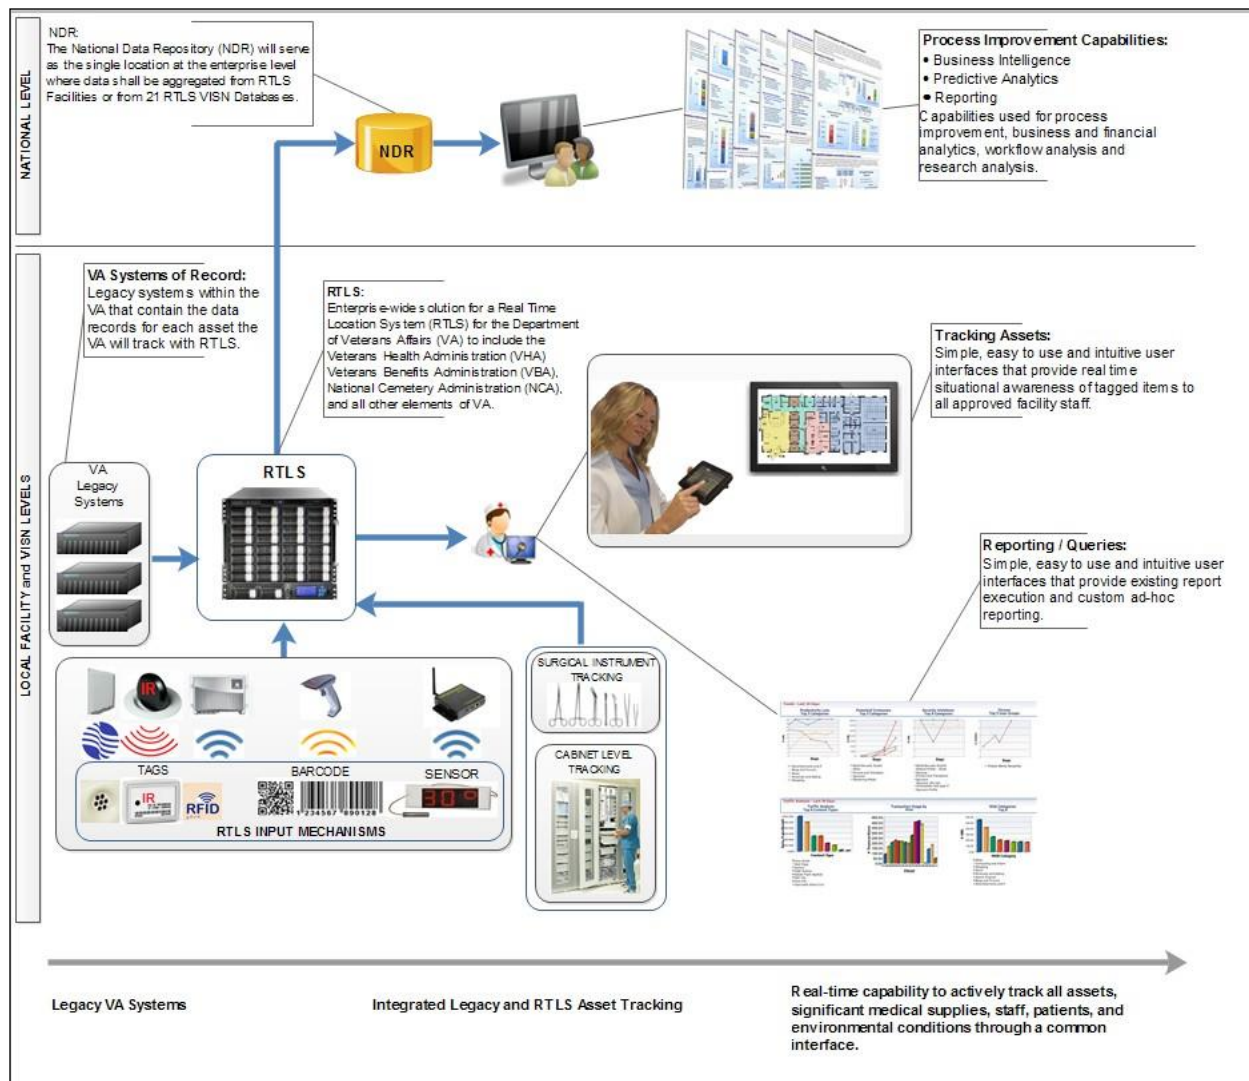 NATIONAL LEVEL
NDR:
The National Data Repository (NDR) will serve
as the single location at the enterprise level
where data shall be aggregated from RTLS
Facilities or from 21 RTLS VISN Databases.
NDR
Process Improvement Capabilities:
• Business Intelligence
• Predictive Analytics
• Reporting
Capabilities used for process
improvement, business and financial
analytics, workflow analysis and
research analysis.
LOCAL FACILITY and VISN LEVELS
VA Systems of Record:
Legacy systems within the
VA that contain the data
records for each asset the
VA will track with RTLS.
RTLS:
Enterprise-wide solution for a Real Time
Location System (RTLS) for the Department
of Veterans Affairs (VA) to include the
Veterans Health Administration (VHA)
Veterans Benefits Administration (VBA),
National Cemetery Administration (NCA),
and all other elements of VA.
Tracking Assets:
Simple, easy to use and intuitive user
interfaces that provide real time
situational awareness of tagged items to
all approved facility staff.
VA
Legacy
Systems
RTLS
Reporting / Queries:
Simple, easy to use and intuitive user
interfaces that provide existing report
execution and custom ad-hoc
reporting.
IR
SURGICAL INSTRUMENT
TRACKING
CABINET LEVEL
TRACKING
TAGS
BARCODE
SENSOR
IR
RFID
1 234567 890128
30°
RTLS INPUT MECHANISMS
Legacy VA Systems
Integrated Legacy and RTLS Asset Tracking
Real-time capability to actively track all assets,
significant medical supplies, staff, patients, and
environmental conditions through a common
interface.